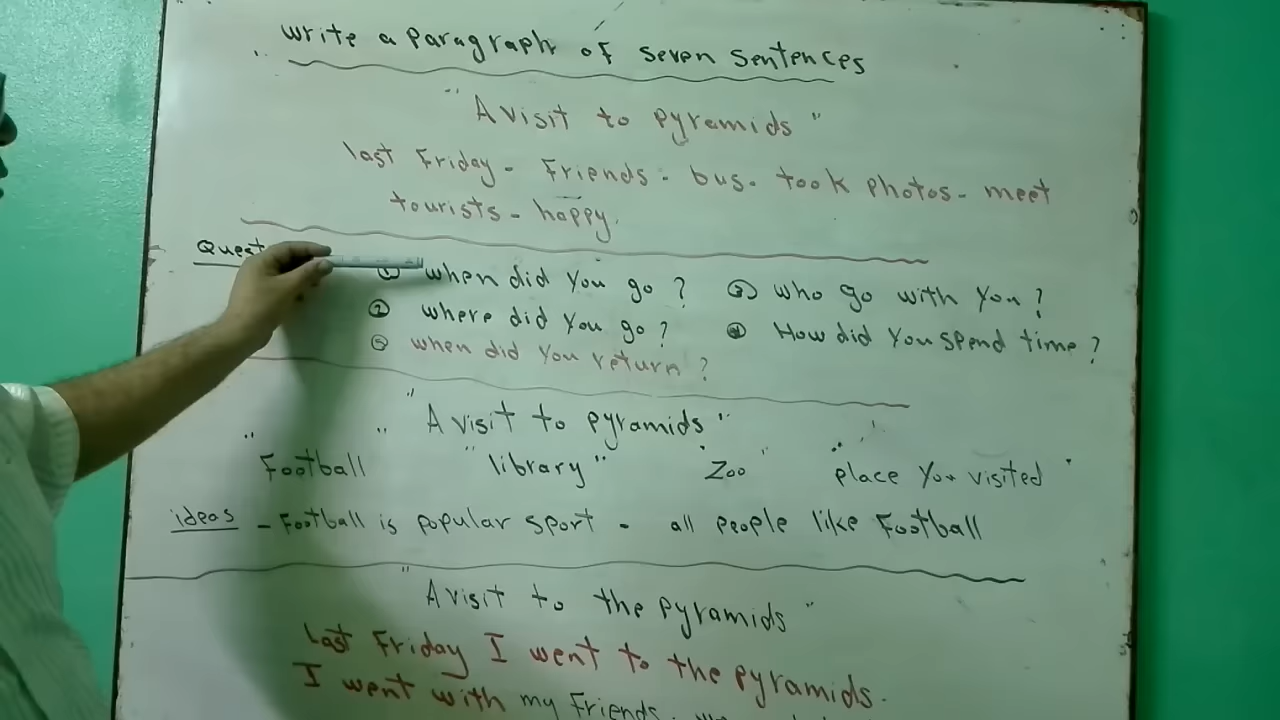 write a paragraph of seven sentences
"A visit to pyramids"
last Friday - Friends - bus - took photos - meet
tourists - happy.
① when did you go ? ③ who go with you ?
② where did you go ? ④ How did you spend time ?
⑤ when did you return ?
"A visit to pyramids"
"Football" "library" "Zoo" "place you visited"
ideas - Football is popular sport - all people like Football
"A visit to the pyramids"
last Friday I went to the pyramids.
I went with my Friends.